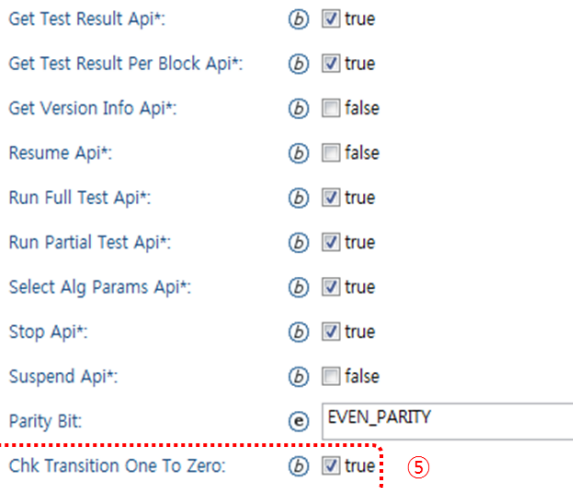 Get Test Result Api*: b true
Get Test Result Per Block Api*: b true
Get Version Info Api*: b false
Resume Api*: b false
Run Full Test Api*: b true
Run Partial Test Api*: b true
Select Alg Params Api*: b true
Stop Api*: b true
Suspend Api*: b false
Parity Bit: e EVEN_PARITY
Chk Transition One To Zero: b true ⑤